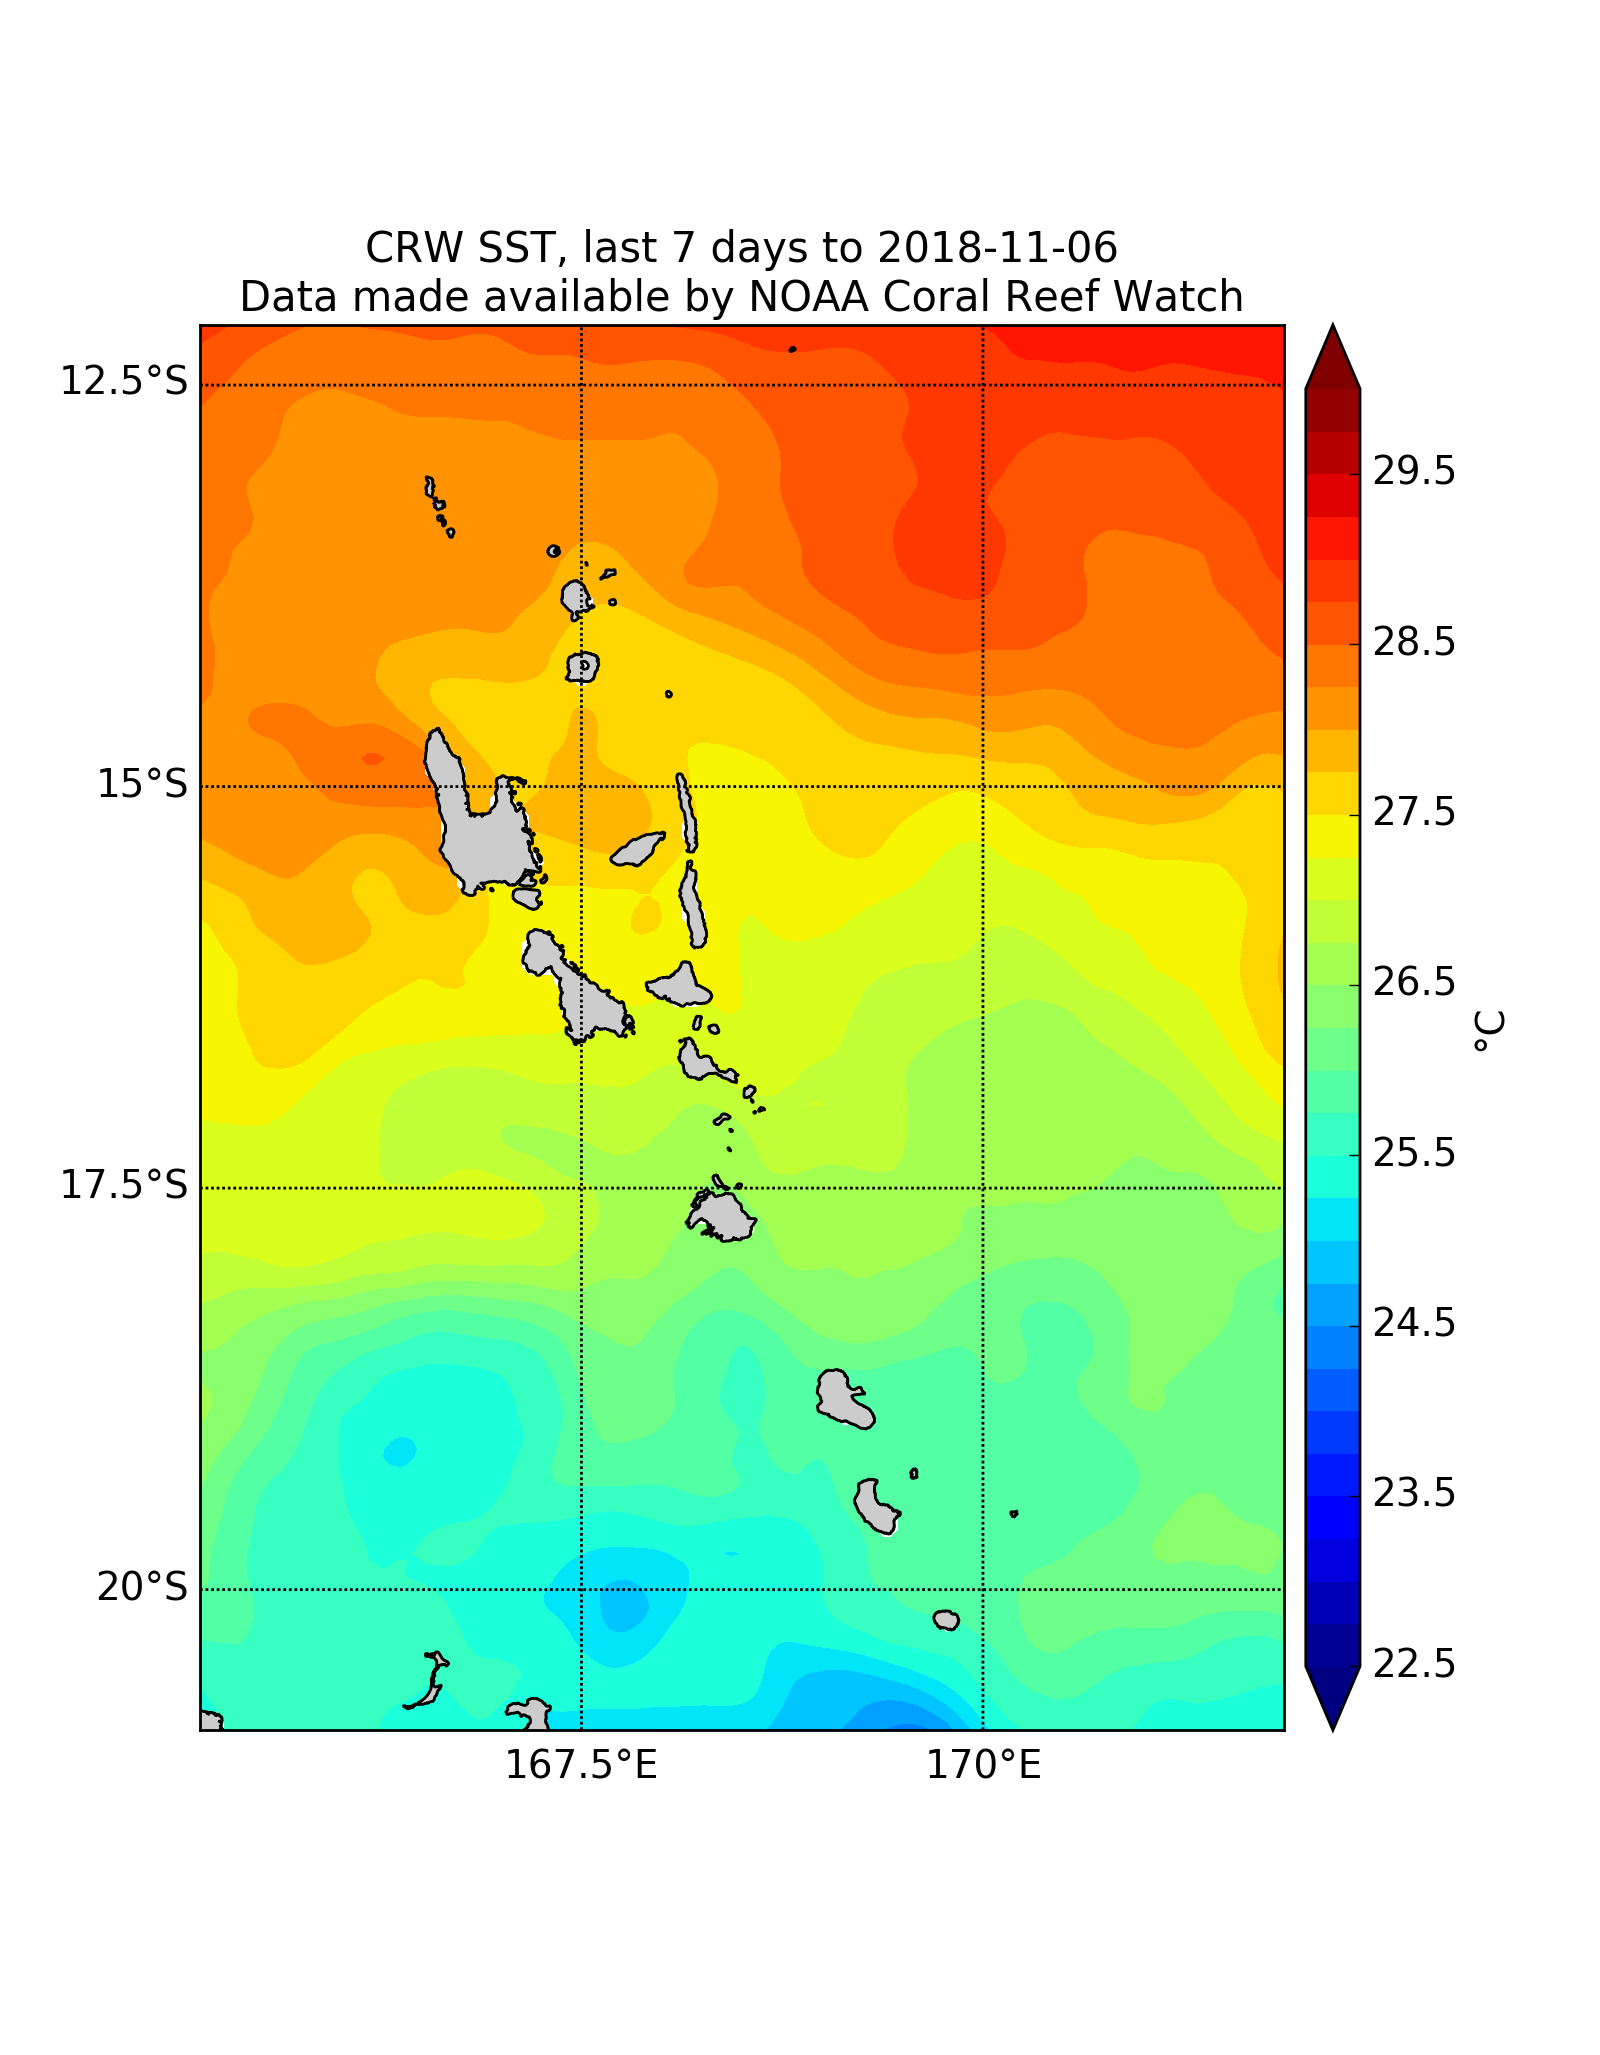 CRW SST, last 7 days to 2018-11-06
Data made available by NOAA Coral Reef Watch
12.5°S
15°S
17.5°S
20°S
167.5°E
170°E
29.5
28.5
27.5
26.5
25.5
24.5
23.5
22.5
°C